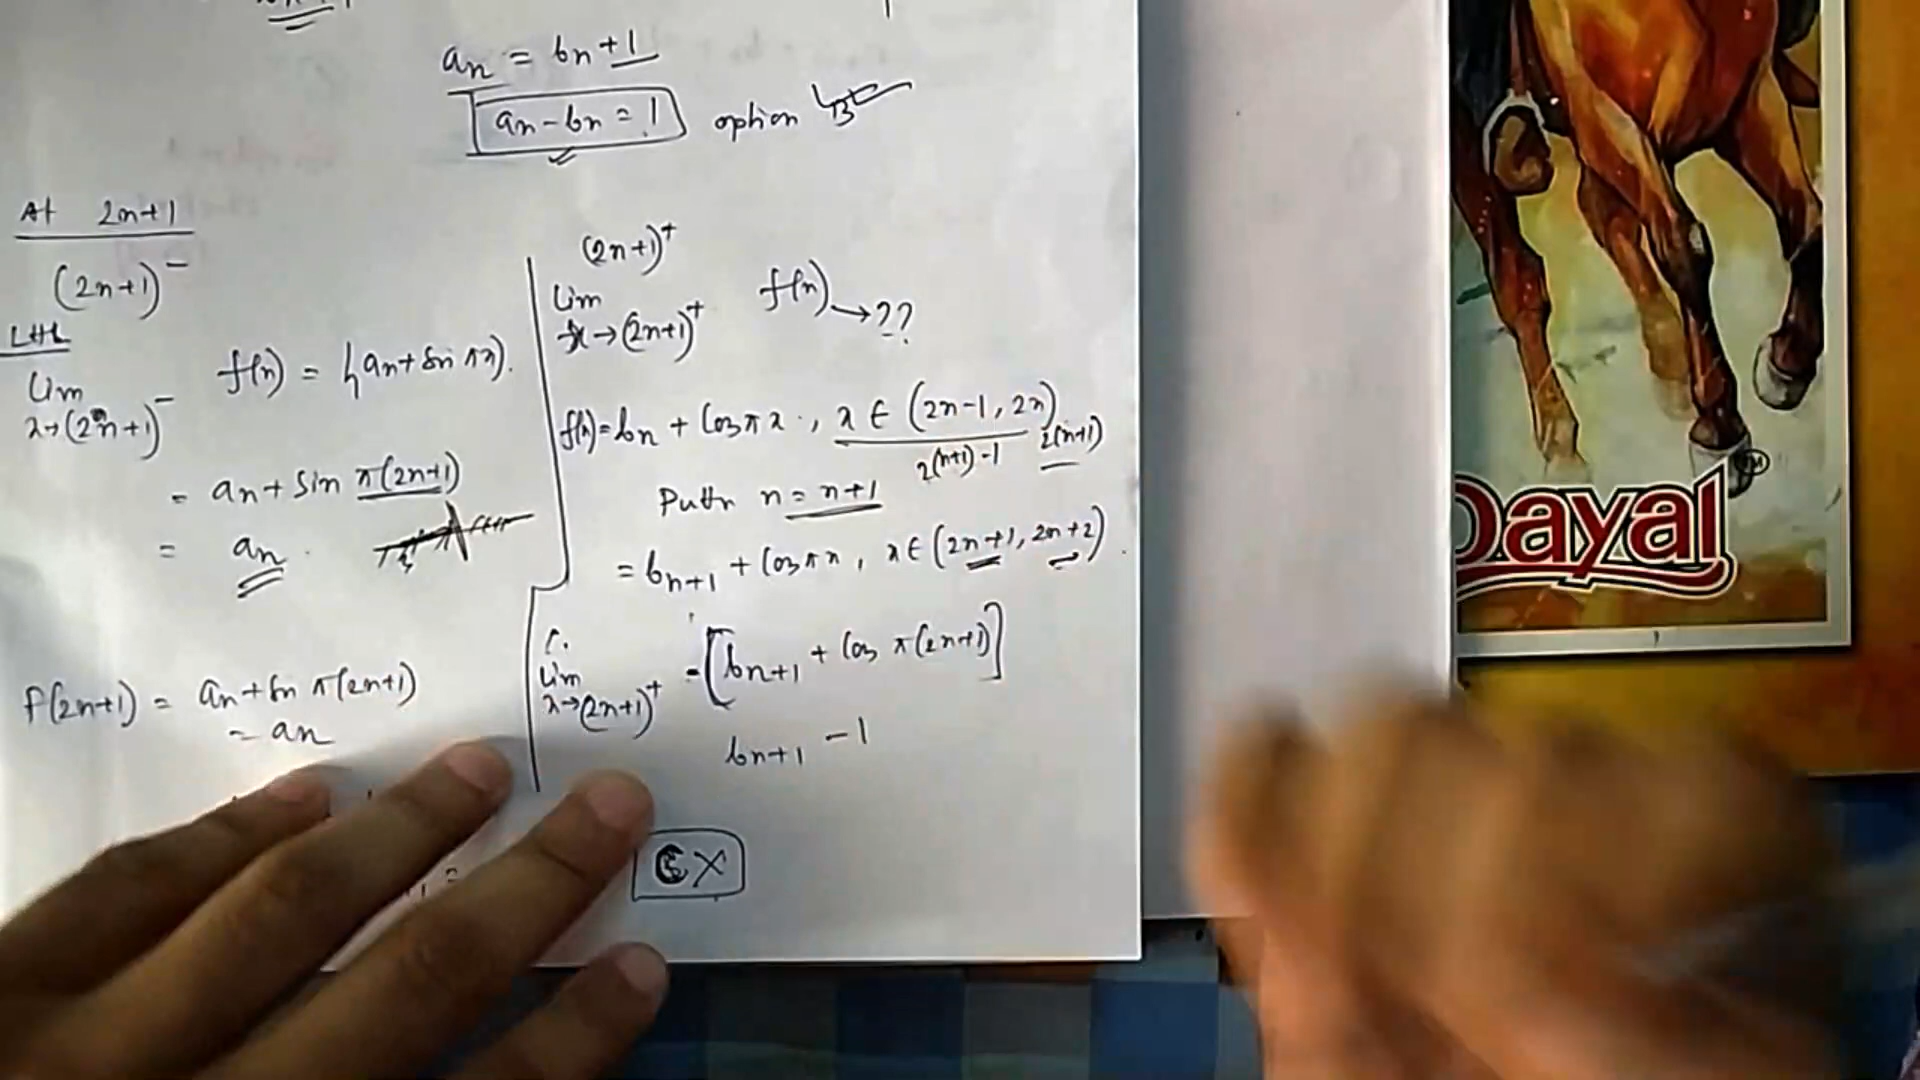 an = bn+1
an - bn = 1 option B
At 2n+1
(2n+1)⁻
LHL
Lim
x→(2n+1)⁻
f(x) = (an + sin πx).
= an + sin π(2n+1)
= an
f(2n+1) = an + sin π(2n+1)
= an
(2n+1)⁺
Lim
x→(2n+1)⁺
f(x) → ??
f(x) = bn + cos πx , x ∈ (2n-1, 2n)
2(n+1)-1 2(n+1)
Puttn n = n+1
= bn+1 + cos πx , x ∈ (2n+1, 2n+2)
Lim
x→(2n+1)⁺
= [bn+1 + cos π(2n+1)]
bn+1 - 1
C X
Dayal
TM